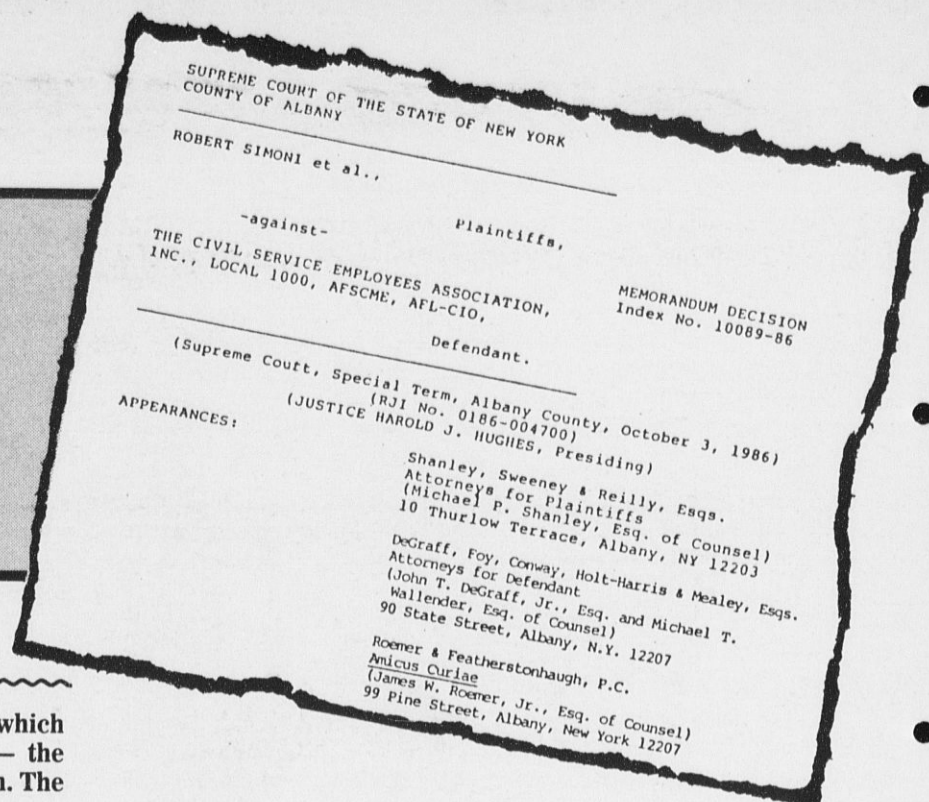 SUPREME COURT OF THE STATE OF NEW YORK
COUNTY OF ALBANY
ROBERT SIMONI et al.,
Plaintiffs,
-against-
THE CIVIL SERVICE EMPLOYEES ASSOCIATION,
INC., LOCAL 1000, AFSCME, AFL-CIO,
MEMORANDUM DECISION
Index No. 10089-86
Defendant.
(Supreme Court, Special Term, Albany County, October 3, 1986)
(RJI No. 0186-004700)
(JUSTICE HAROLD J. HUGHES, Presiding)
APPEARANCES:
Shanley, Sweeney & Reilly, Esqs.
Attorneys for Plaintiffs
(Michael P. Shanley, Esq. of Counsel)
10 Thurlow Terrace, Albany, NY 12203
DeGraff, Foy, Conway, Holt-Harris & Mealey, Esqs.
Attorneys for Defendant
(John T. DeGraff, Jr., Esq. and Michael T.
Wallender, Esq. of Counsel)
90 State Street, Albany, N.Y. 12207
Roemer & Featherstonhaugh, P.C.
Amicus Curiae
(James W. Roemer, Jr., Esq. of Counsel)
99 Pine Street, Albany, New York 12207
which
— the
The